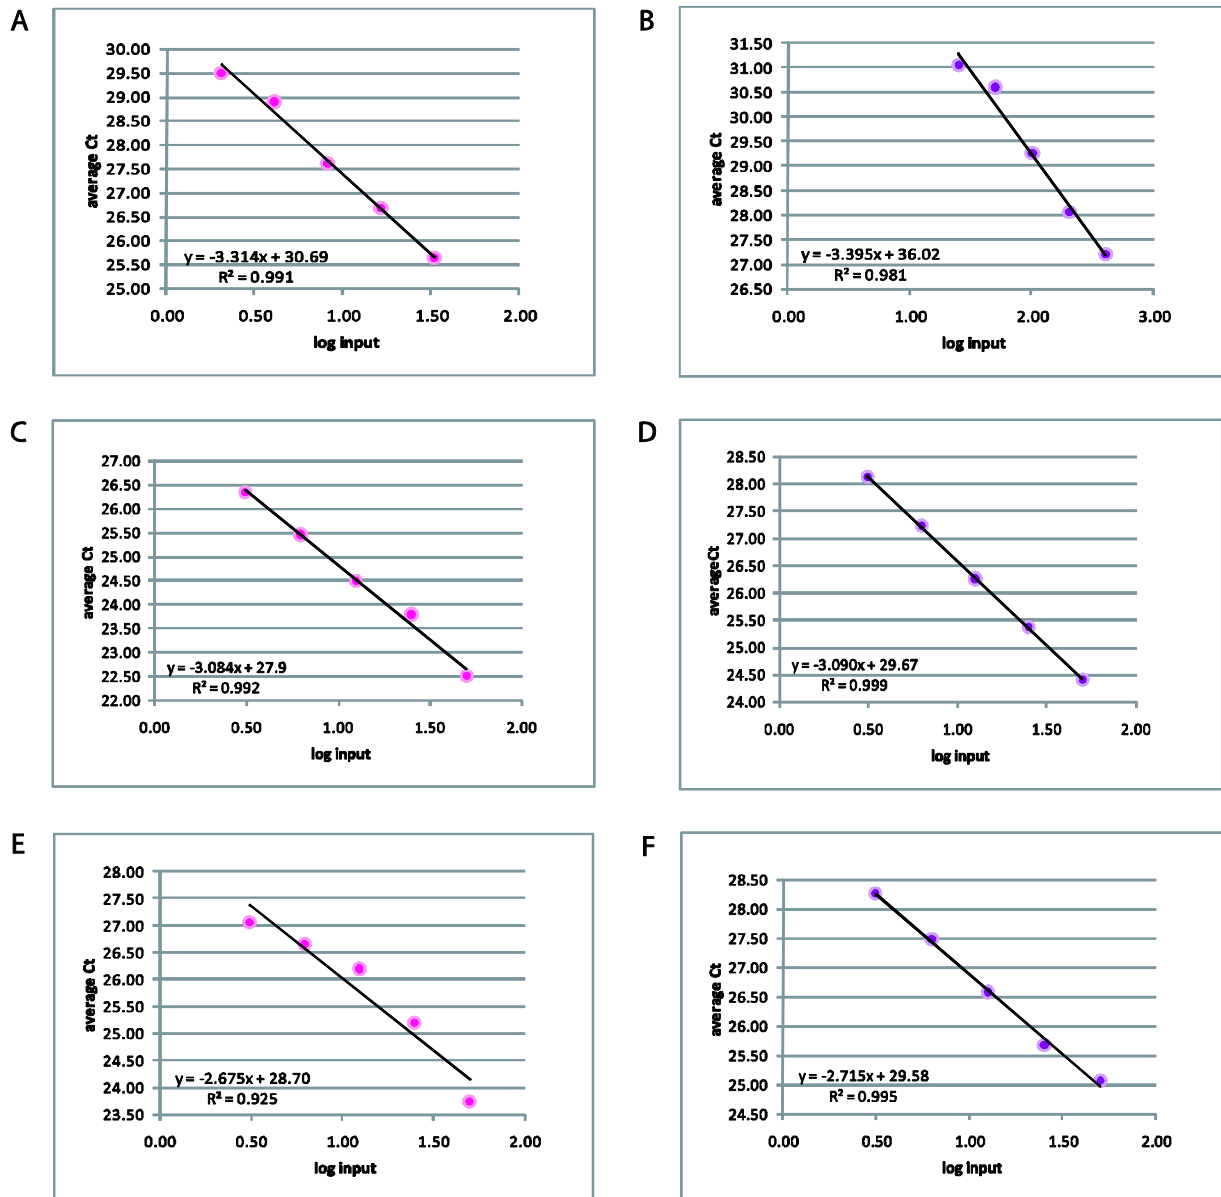 A
30.00
29.50
29.00
28.50
28.00
27.50
27.00
26.50
26.00
25.50
25.00
average Ct
y = -3.314x + 30.69
R² = 0.991
0.00 0.50 1.00 1.50 2.00
log input
B
31.50
31.00
30.50
30.00
29.50
29.00
28.50
28.00
27.50
27.00
26.50
average Ct
y = -3.395x + 36.02
R² = 0.981
0.00 1.00 2.00 3.00
log input
C
27.00
26.50
26.00
25.50
25.00
24.50
24.00
23.50
23.00
22.50
22.00
average Ct
y = -3.084x + 27.9
R² = 0.992
0.00 0.50 1.00 1.50 2.00
log input
D
28.50
28.00
27.50
27.00
26.50
26.00
25.50
25.00
24.50
24.00
averageCt
y = -3.090x + 29.67
R² = 0.999
0.00 0.50 1.00 1.50 2.00
log input
E
28.00
27.50
27.00
26.50
26.00
25.50
25.00
24.50
24.00
23.50
average Ct
y = -2.675x + 28.70
R² = 0.925
0.00 0.50 1.00 1.50 2.00
log input
F
28.50
28.00
27.50
27.00
26.50
26.00
25.50
25.00
24.50
average Ct
y = -2.715x + 29.58
R² = 0.995
0.00 0.50 1.00 1.50 2.00
log input